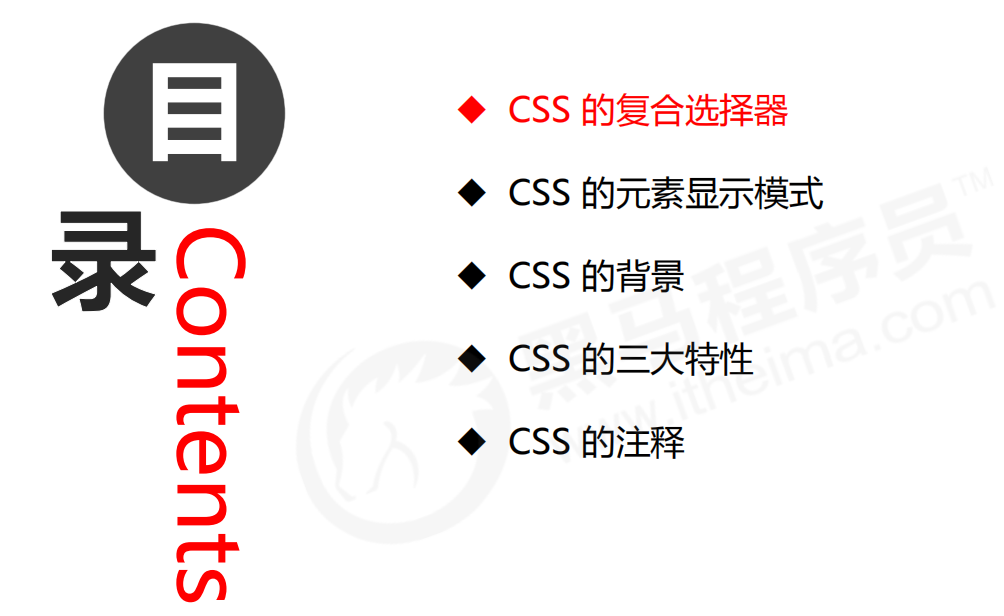 目
录
Contents
◆ CSS 的复合选择器
◆ CSS 的元素显示模式
◆ CSS 的背景
◆ CSS 的三大特性
◆ CSS 的注释
黑马程序员™
www.itheima.com